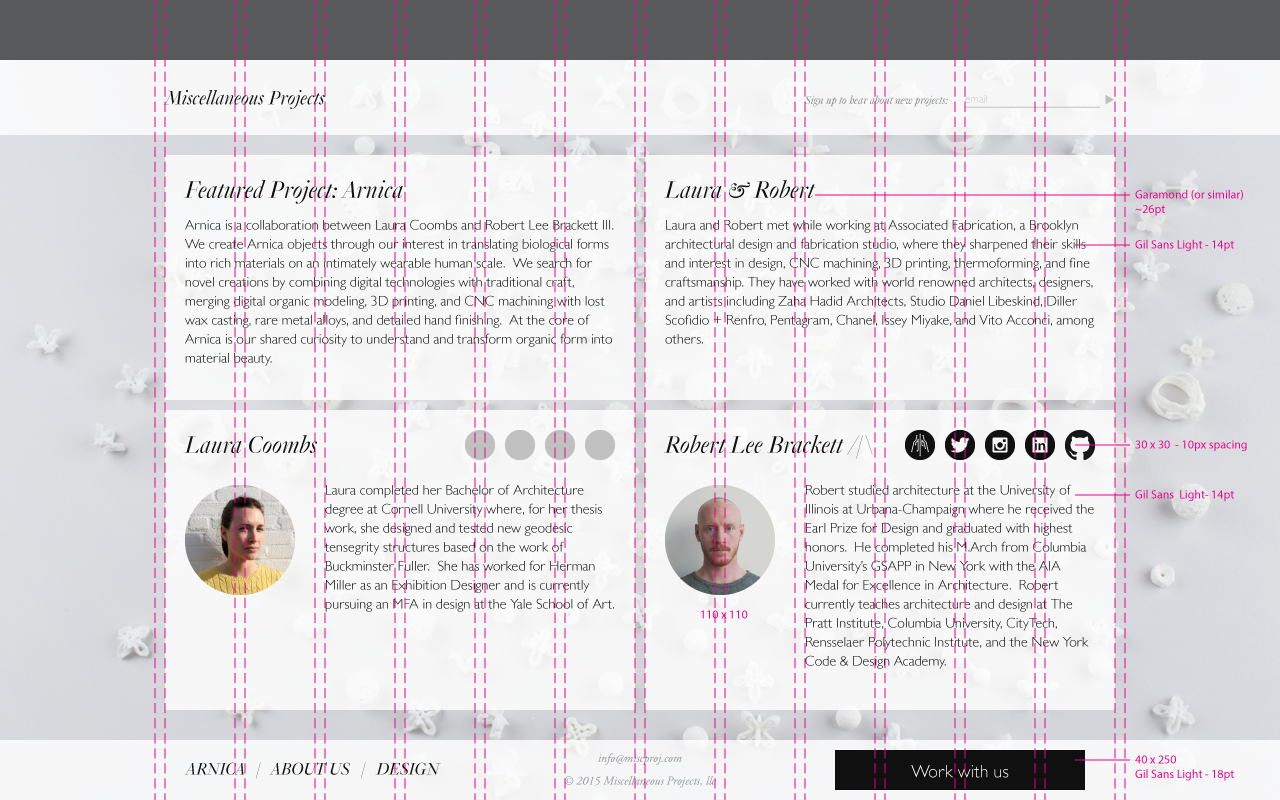 Miscellaneous Projects
Sign up to hear about new projects:
email
Featured Project: Arnica
Arnica is a collaboration between Laura Coombs and Robert Lee Brackett III.
We create Arnica objects through our interest in translating biological forms
into rich materials on an intimately wearable human scale.  We search for
novel creations by combining digital technologies with traditional craft,
merging digital organic modeling, 3D printing, and CNC machining with lost
wax casting, rare metal alloys, and detailed hand finishing.  At the core of
Arnica is our shared curiosity to understand and transform organic form into
material beauty.
Laura & Robert
Laura and Robert met while working at Associated Fabrication, a Brooklyn
architectural design and fabrication studio, where they sharpened their skills
and interest in design, CNC machining, 3D printing, thermoforming, and fine
craftsmanship. They have worked with world renowned architects, designers,
and artists including Zaha Hadid Architects, Studio Daniel Libeskind, Diller
Scofidio + Renfro, Pentagram, Chanel, Issey Miyake, and Vito Acconci, among
others.
Garamond (or similar)
~26pt
Gil Sans Light - 14pt
Laura Coombs
Laura completed her Bachelor of Architecture
degree at Cornell University where, for her thesis
work, she designed and tested new geodesic
tensegrity structures based on the work of
Buckminster Fuller.  She has worked for Herman
Miller as an Exhibition Designer and is currently
pursuing an MFA in design at the Yale School of Art.
Robert Lee Brackett //|\
in
30 x 30  - 10px spacing
Robert studied architecture at the University of
Illinois at Urbana-Champaign where he received the
Earl Prize for Design and graduated with highest
honors.  He completed his M.Arch from Columbia
University's GSAPP in New York with the AIA
Medal for Excellence in Architecture.  Robert
currently teaches architecture and design at The
Pratt Institute, Columbia University, CityTech,
Rensselaer Polytechnic Institute, and the New York
Code & Design Academy.
Gil Sans  Light- 14pt
110 x 110
ARNICA / ABOUT US / DESIGN
info@miscproj.com
© 2015 Miscellaneous Projects, llc
Work with us
40 x 250
Gil Sans Light - 18pt